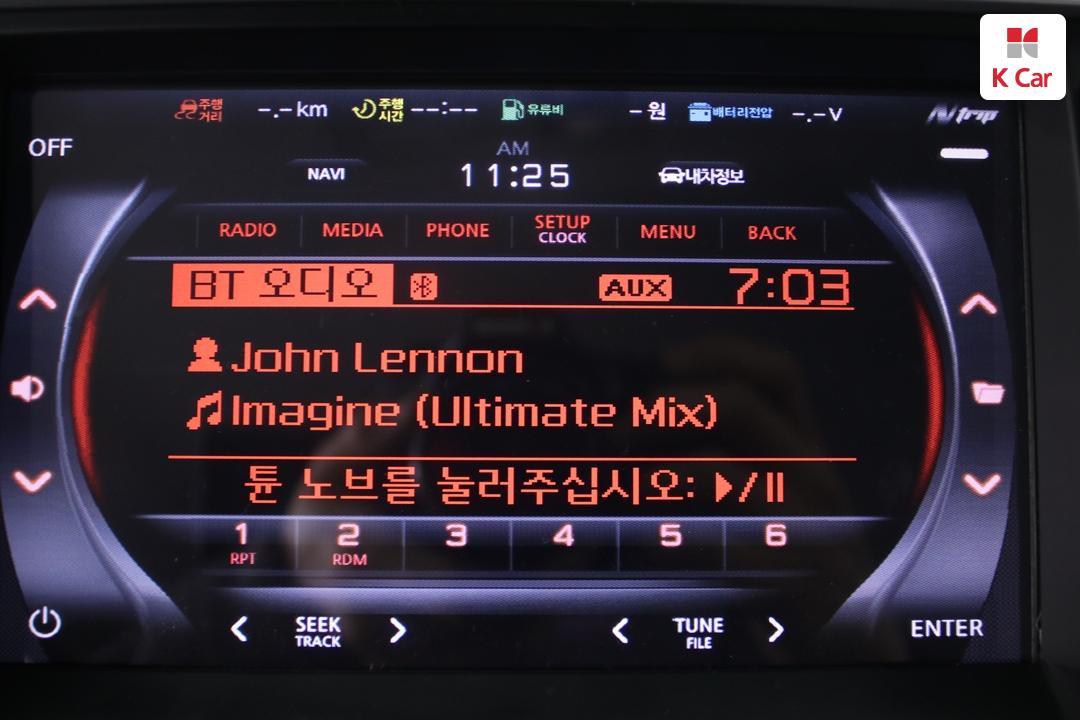 K Car
주행거리 -.- km 주행시간 --:-- 유류비 - 원 배터리전압 -.- V N trip
OFF
AM
NAVI 11:25 내차정보
RADIO MEDIA PHONE SETUP CLOCK MENU BACK
BT 오디오 AUX 7:03
John Lennon
Imagine (Ultimate Mix)
튠 노브를 눌러주십시오: ▶/II
1 2 3 4 5 6
RPT RDM
< SEEK TRACK > < TUNE FILE > ENTER